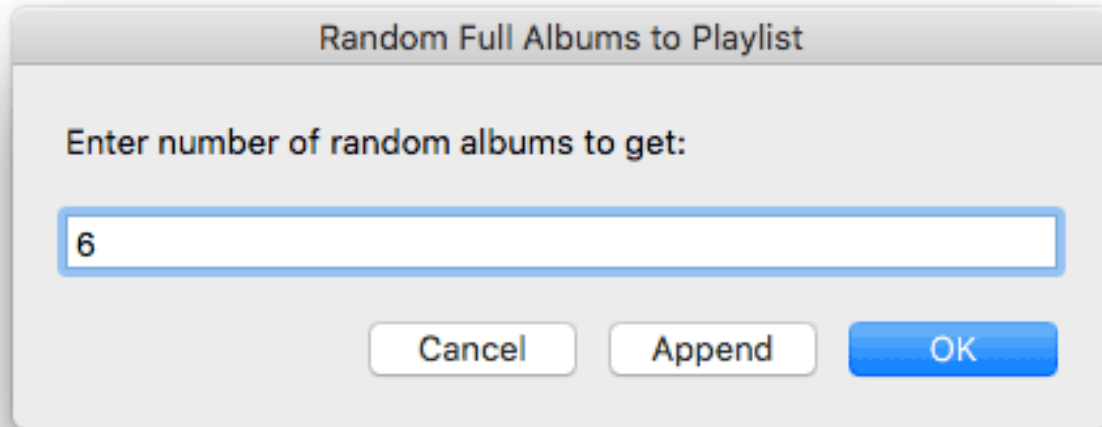 Random Full Albums to Playlist
Enter number of random albums to get:
6
Cancel Append OK